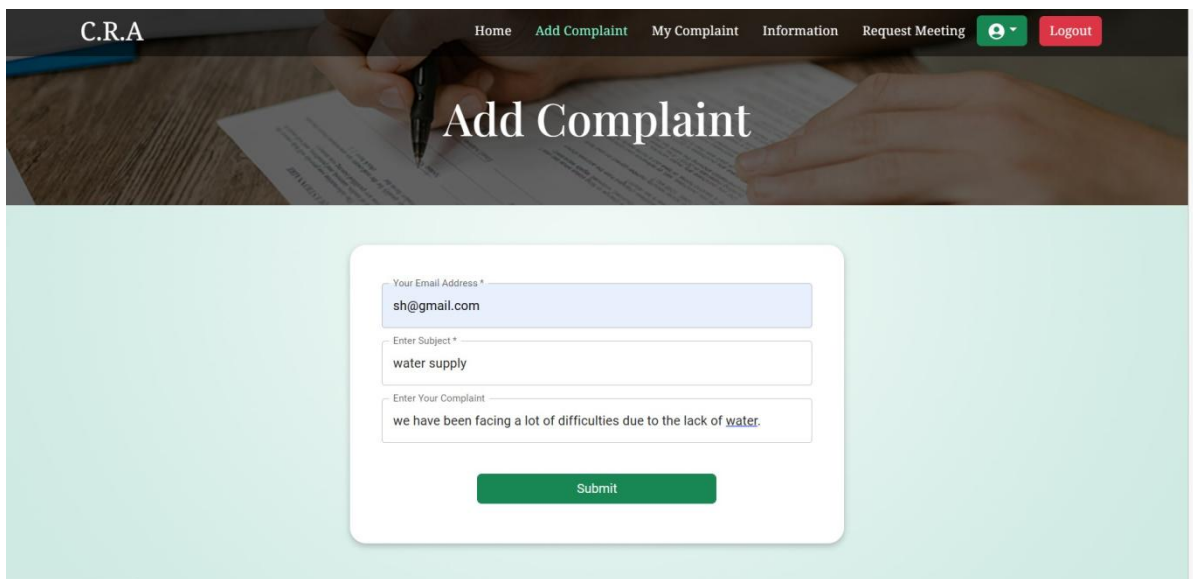 C.R.A
Home Add Complaint My Complaint Information Request Meeting Logout
Add Complaint
Your Email Address *
sh@gmail.com
Enter Subject *
water supply
Enter Your Complaint
we have been facing a lot of difficulties due to the lack of water.
Submit